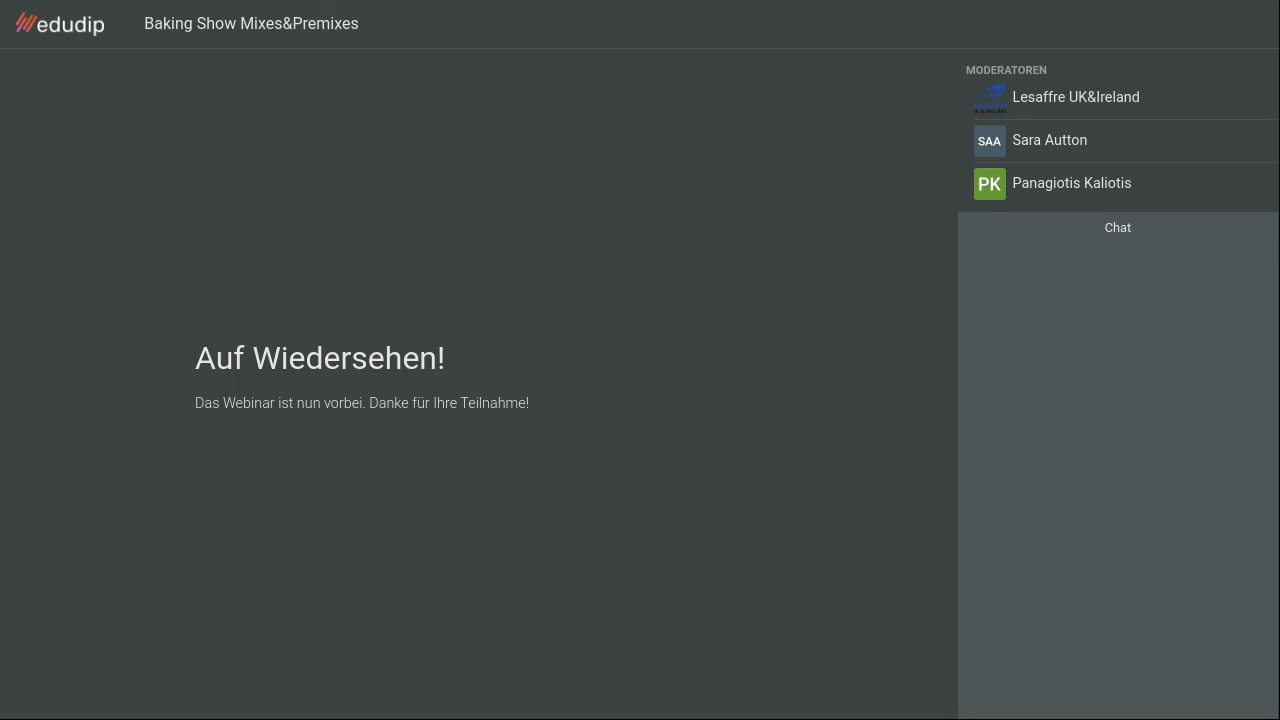 edudip
Baking Show Mixes&Premixes
MODERATOREN
Lesaffre UK&Ireland
SAA
Sara Autton
PK
Panagiotis Kaliotis
Chat
Auf Wiedersehen!
Das Webinar ist nun vorbei. Danke für Ihre Teilnahme!